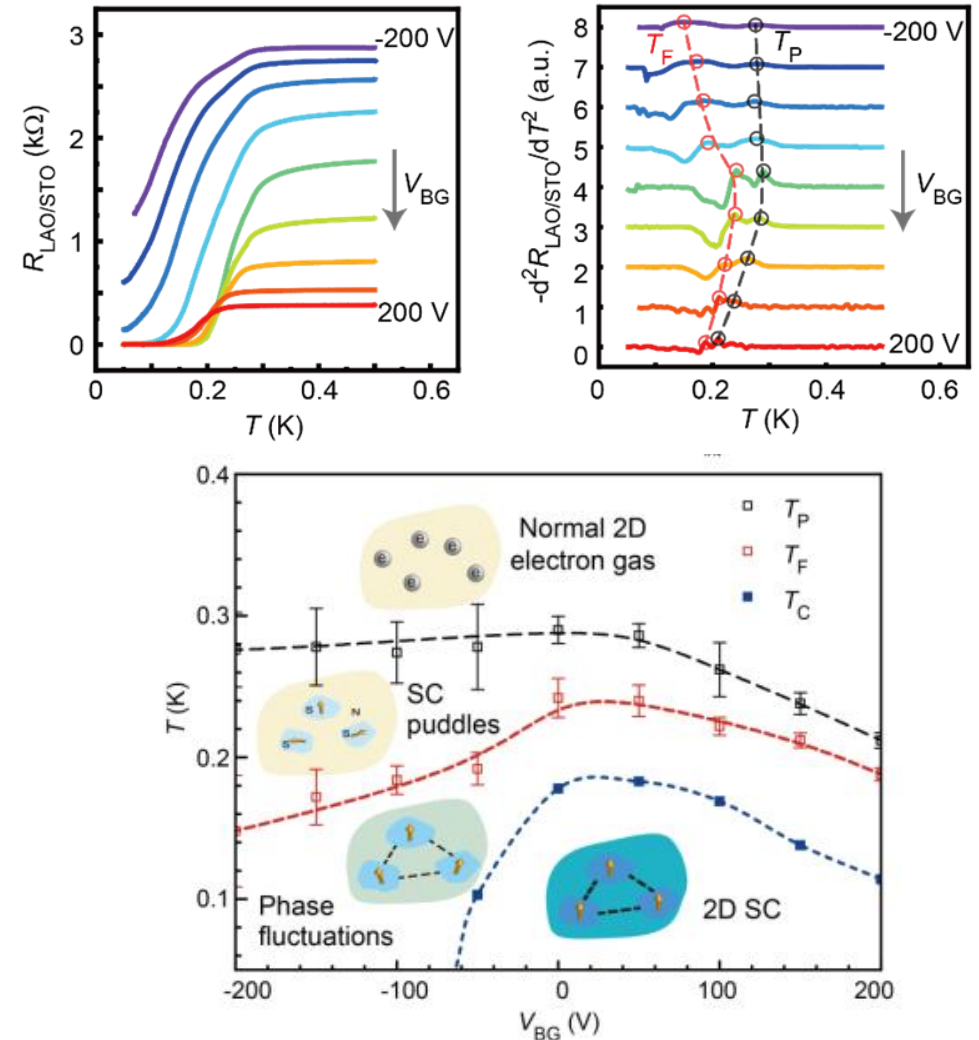 3
2
1
0
R_LAO/STO (kΩ)
-200 V
V_BG
200 V
0 0.2 0.4 0.6
T (K)
8
7
6
5
4
3
2
1
0
-d²R_LAO/STO/dT² (a.u.)
T_F T_P -200 V
V_BG
200 V
0 0.2 0.4 0.6
T (K)
0.4
0.3
0.2
0.1
T (K)
Normal 2D
electron gas
e e e e e
T_P
T_F
T_C
SC
puddles
S N
S S
Phase
fluctuations
2D SC
-200 -100 0 100 200
V_BG (V)